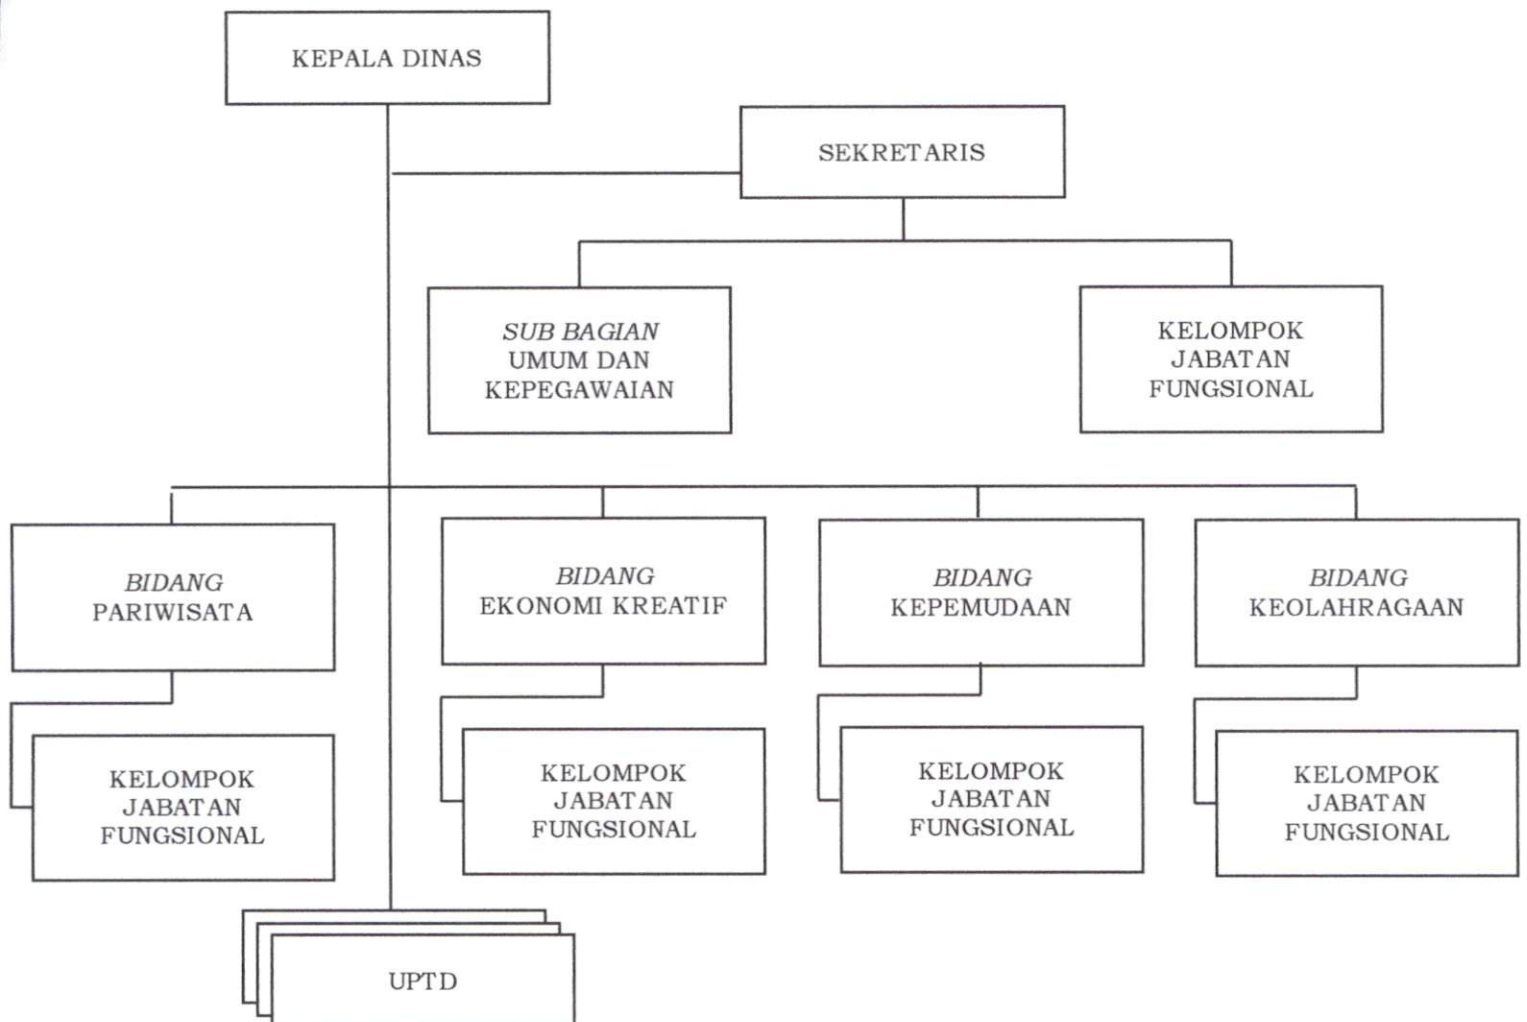 KEPALA DINAS
SEKRETARIS
SUB BAGIAN
UMUM DAN
KEPEGAWAIAN
KELOMPOK
JABATAN
FUNGSIONAL
BIDANG
PARIWISATA
BIDANG
EKONOMI KREATIF
BIDANG
KEPEMUDAAN
BIDANG
KEOLAHRAGAAN
KELOMPOK
JABATAN
FUNGSIONAL
KELOMPOK
JABATAN
FUNGSIONAL
KELOMPOK
JABATAN
FUNGSIONAL
KELOMPOK
JABATAN
FUNGSIONAL
UPTD